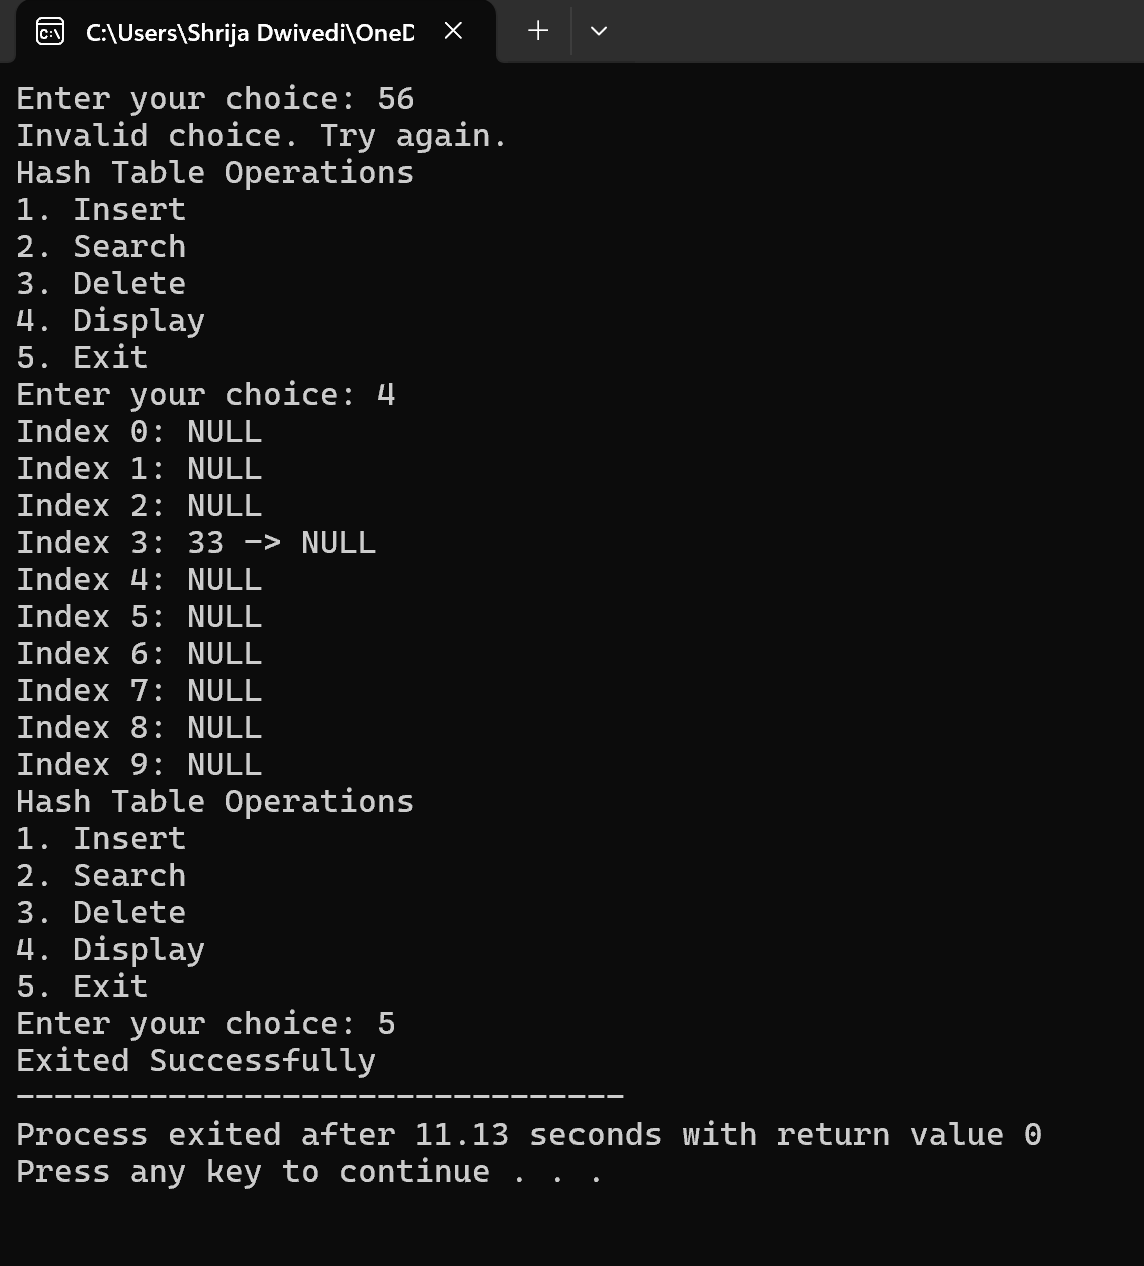 C:\Users\Shrija Dwivedi\OneD
Enter your choice: 56
Invalid choice. Try again.
Hash Table Operations
1. Insert
2. Search
3. Delete
4. Display
5. Exit
Enter your choice: 4
Index 0: NULL
Index 1: NULL
Index 2: NULL
Index 3: 33 -> NULL
Index 4: NULL
Index 5: NULL
Index 6: NULL
Index 7: NULL
Index 8: NULL
Index 9: NULL
Hash Table Operations
1. Insert
2. Search
3. Delete
4. Display
5. Exit
Enter your choice: 5
Exited Successfully
--------------------------------
Process exited after 11.13 seconds with return value 0
Press any key to continue . . .